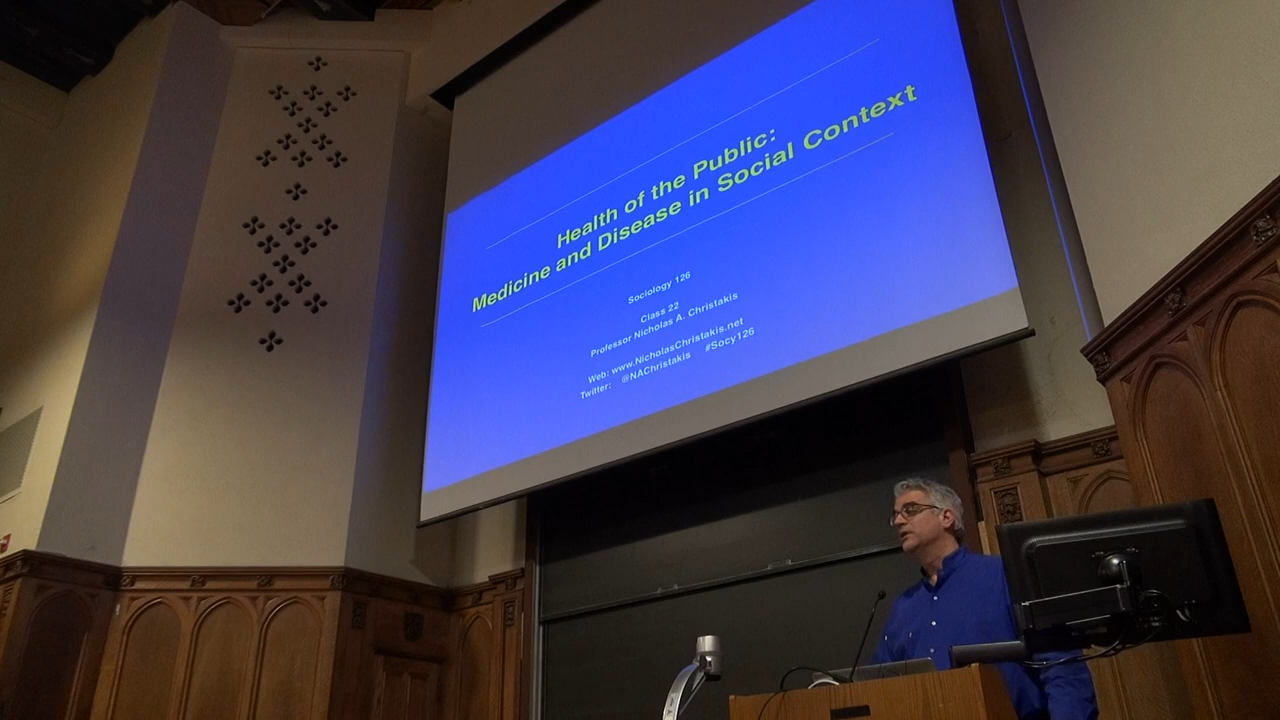 Health of the Public:
Medicine and Disease in Social Context
Sociology 126
Class 22
Professor Nicholas A. Christakis
Web: www.NicholasChristakis.net
Twitter: @NAChristakis #Socy126